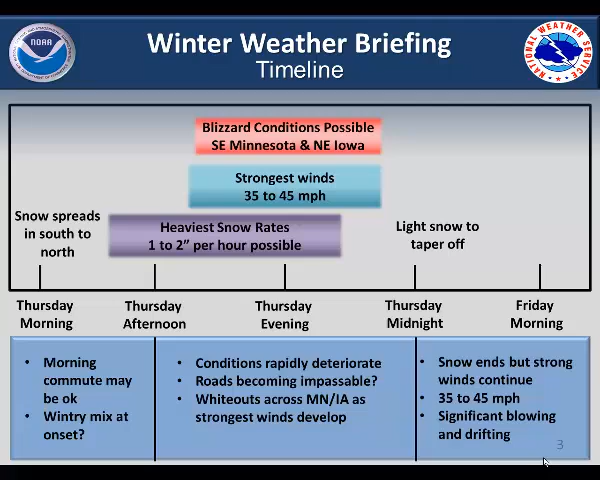 Winter Weather Briefing
Timeline
NOAA
NATIONAL WEATHER SERVICE
Blizzard Conditions Possible
SE Minnesota & NE Iowa
Strongest winds
35 to 45 mph
Snow spreads
in south to
north
Heaviest Snow Rates
1 to 2” per hour possible
Light snow to
taper off
Thursday
Morning
Thursday
Afternoon
Thursday
Evening
Thursday
Midnight
Friday
Morning
• Morning
commute may
be ok
• Wintry mix at
onset?
• Conditions rapidly deteriorate
• Roads becoming impassable?
• Whiteouts across MN/IA as
strongest winds develop
• Snow ends but strong
winds continue
• 35 to 45 mph
• Significant blowing
and drifting
3